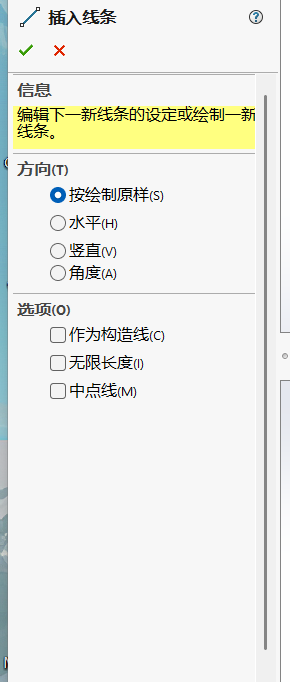 插入线条
信息
编辑下一新线条的设定或绘制一新
线条。
方向(T)
按绘制原样(S)
水平(H)
竖直(V)
角度(A)
选项(O)
作为构造线(C)
无限长度(I)
中点线(M)